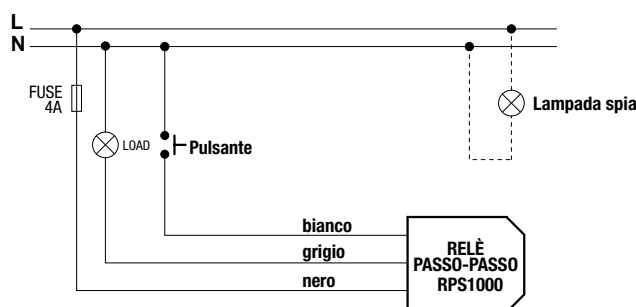 L
N
FUSE
4A
LOAD
Pulsante
Lampada spia
bianco
grigio
nero
RELÈ
PASSO-PASSO
RPS1000